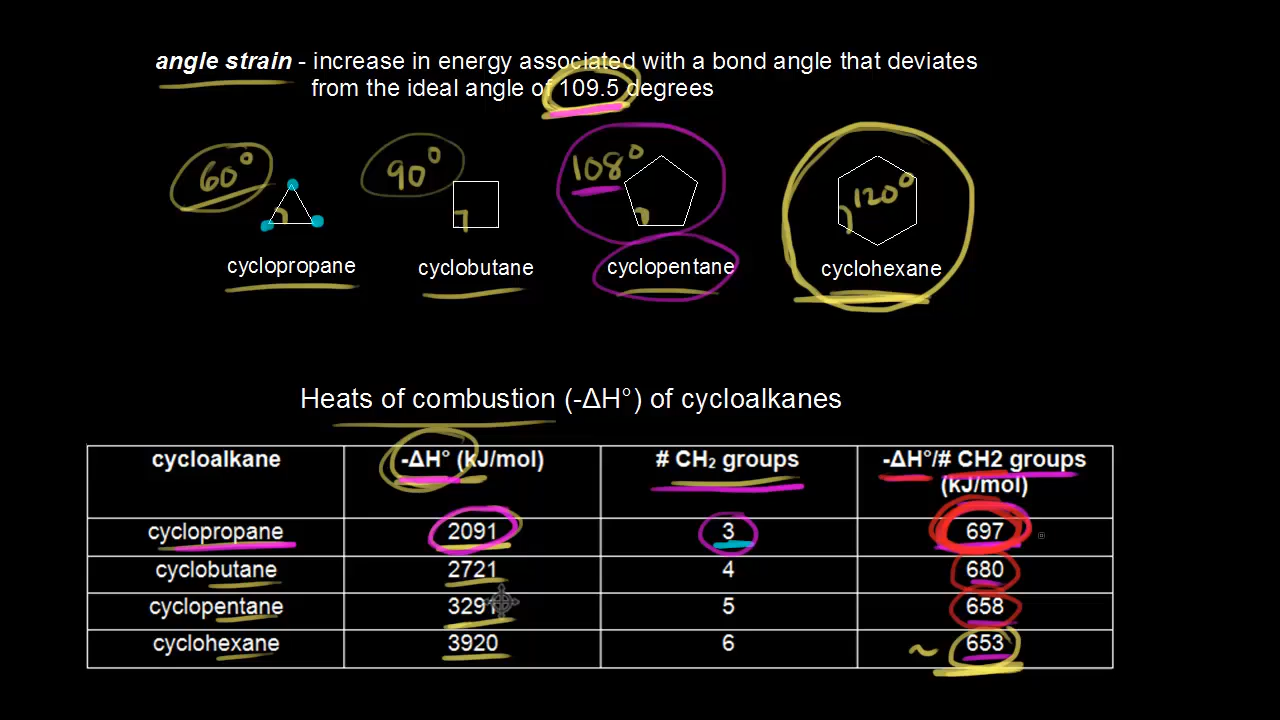 angle strain - increase in energy associated with a bond angle that deviates
from the ideal angle of 109.5 degrees
60° 90° 108° 120°
cyclopropane cyclobutane cyclopentane cyclohexane
Heats of combustion (-ΔH°) of cycloalkanes
cycloalkane -ΔH° (kJ/mol) # CH₂ groups -ΔH°/# CH2 groups
(kJ/mol)
cyclopropane 2091 3 697
cyclobutane 2721 4 680
cyclopentane 3291 5 658
cyclohexane 3920 6 ~ 653